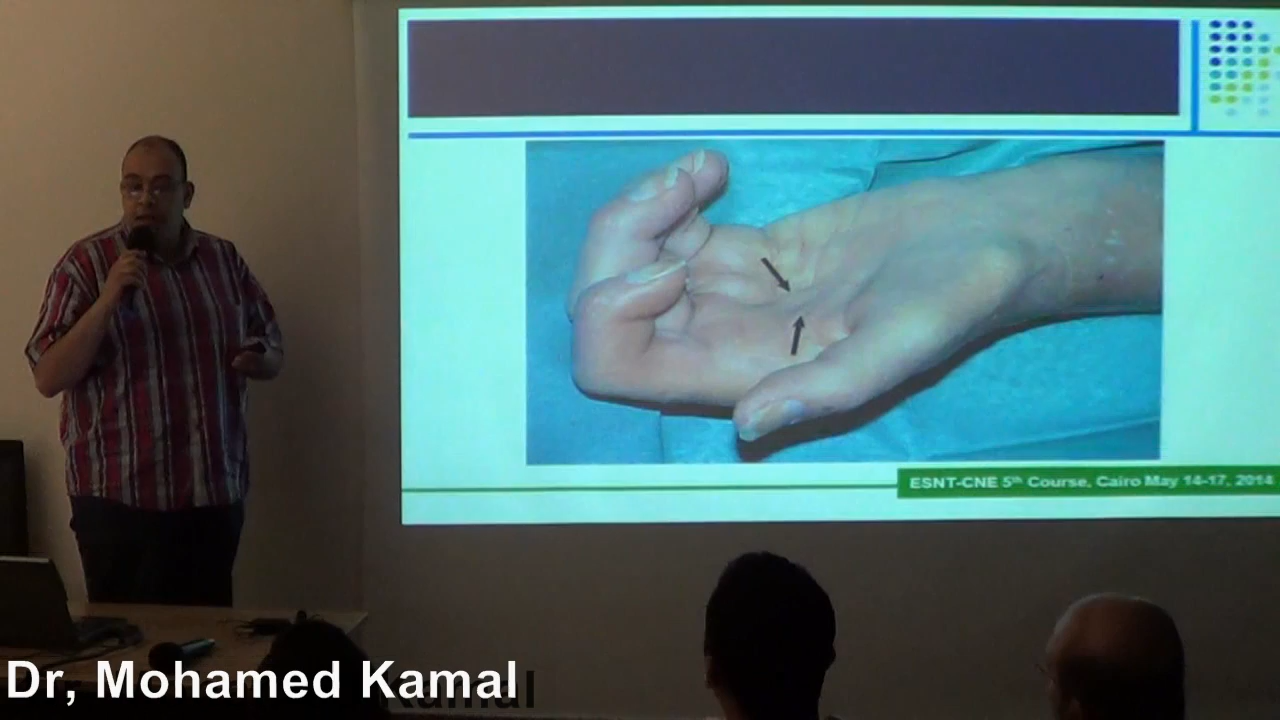 ESNT-CNE 5th Course, Cairo May 14-17, 2014
Dr, Mohamed Kamal